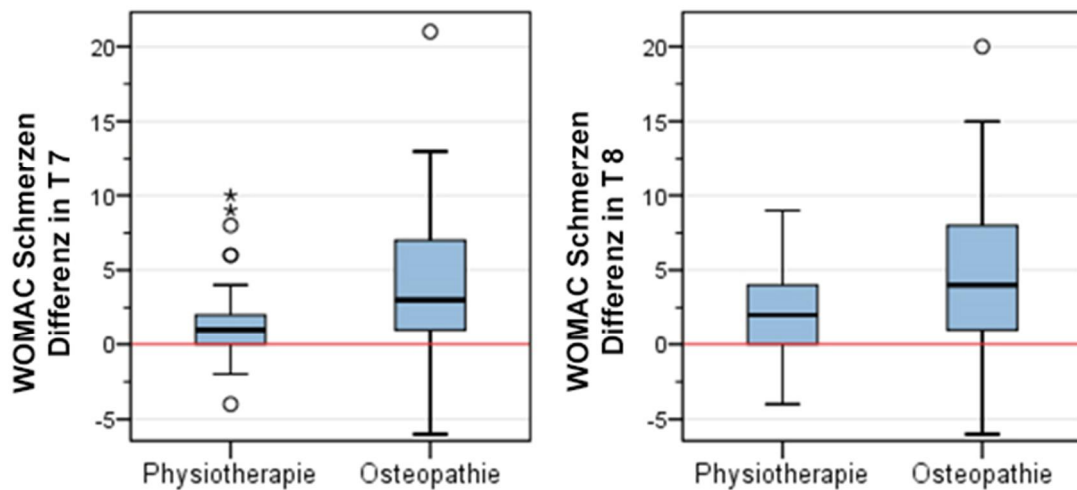 WOMAC Schmerzen
Differenz in T 7
20
15
10
5
0
-5
Physiotherapie
Osteopathie
WOMAC Schmerzen
Differenz in T 8
20
15
10
5
0
-5
Physiotherapie
Osteopathie